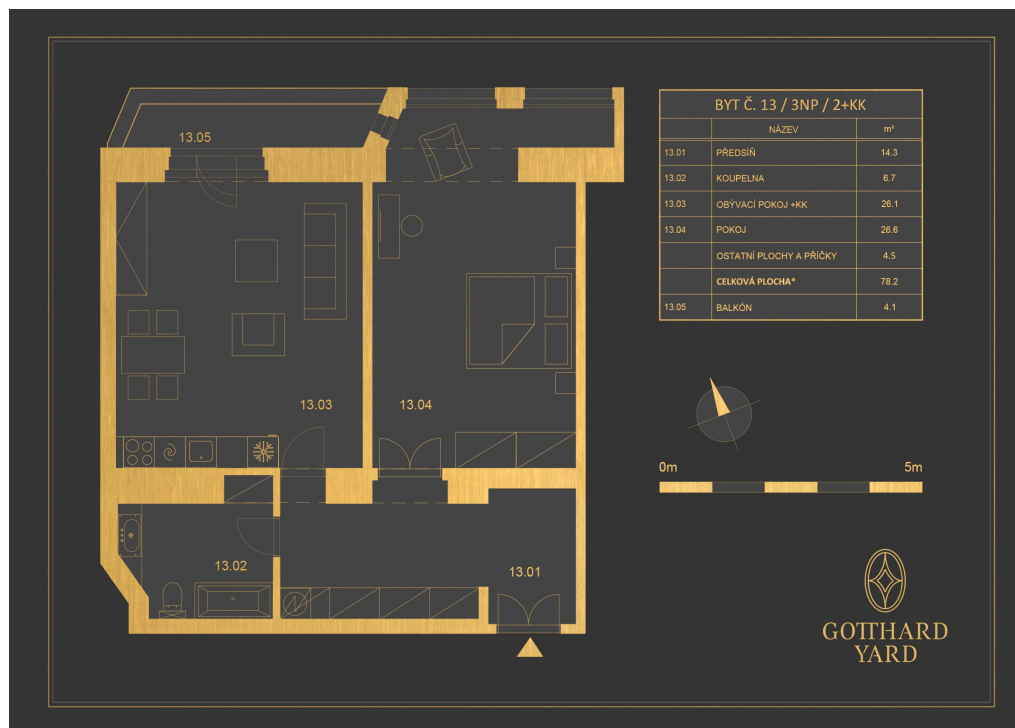 BYT Č. 13 / 3NP / 2+KK
NÁZEV m²
13.01 PŘEDSÍŇ 14.3
13.02 KOUPELNA 6.7
13.03 OBÝVACÍ POKOJ +KK 26.1
13.04 POKOJ 26.6
OSTATNÍ PLOCHY A PŘÍČKY 4.5
CELKOVÁ PLOCHA* 78.2
13.05 BALKÓN 4.1
13.05
13.03
13.04
13.02
13.01
0m 5m
GOTTHARD
YARD